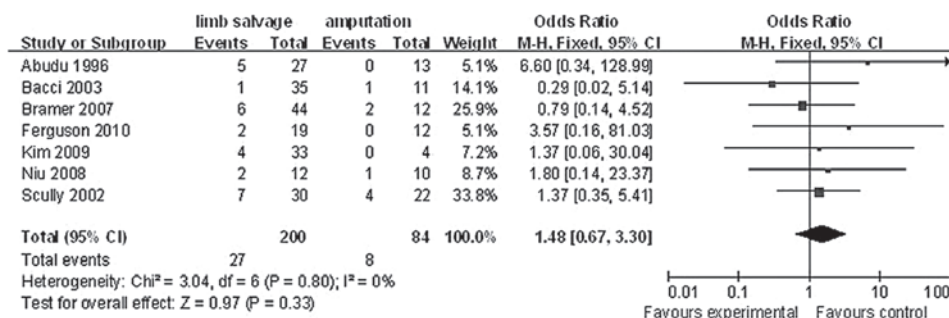 limb salvage amputation Odds Ratio Odds Ratio
Study or Subgroup Events Total Events Total Weight M-H, Fixed, 95% CI M-H, Fixed, 95% CI
Abudu 1996 5 27 0 13 5.1% 6.60 [0.34, 128.99]
Bacci 2003 1 35 1 11 14.1% 0.29 [0.02, 5.14]
Bramer 2007 6 44 2 12 25.9% 0.79 [0.14, 4.52]
Ferguson 2010 2 19 0 12 5.1% 3.57 [0.16, 81.03]
Kim 2009 4 33 0 4 7.2% 1.37 [0.06, 30.04]
Niu 2008 2 12 1 10 8.7% 1.80 [0.14, 23.37]
Scully 2002 7 30 4 22 33.8% 1.37 [0.35, 5.41]
Total (95% CI) 200 84 100.0% 1.48 [0.67, 3.30]
Total events 27 8
Heterogeneity: Chi² = 3.04, df = 6 (P = 0.80); I² = 0%
Test for overall effect: Z = 0.97 (P = 0.33)
0.01 0.1 1 10 100
Favours experimental Favours control